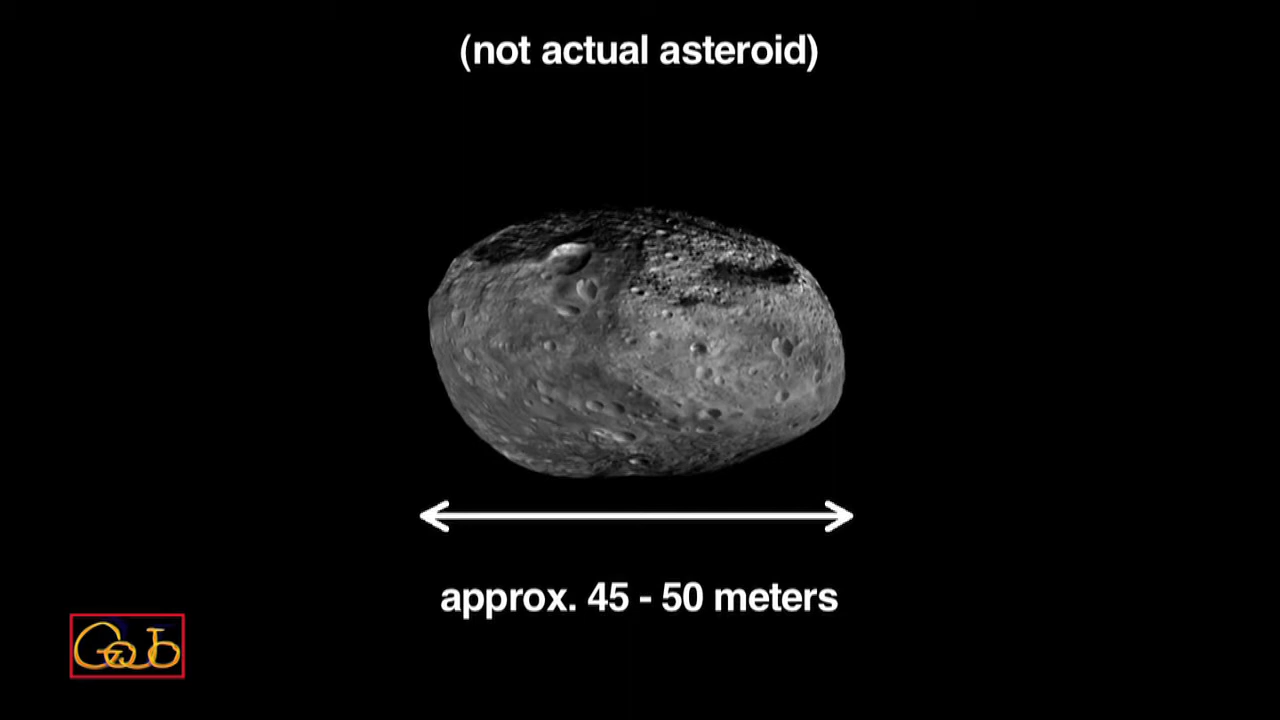 (not actual asteroid)
approx. 45 - 50 meters